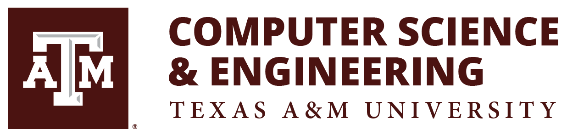 ATM
COMPUTER SCIENCE
& ENGINEERING
TEXAS A&M UNIVERSITY
®